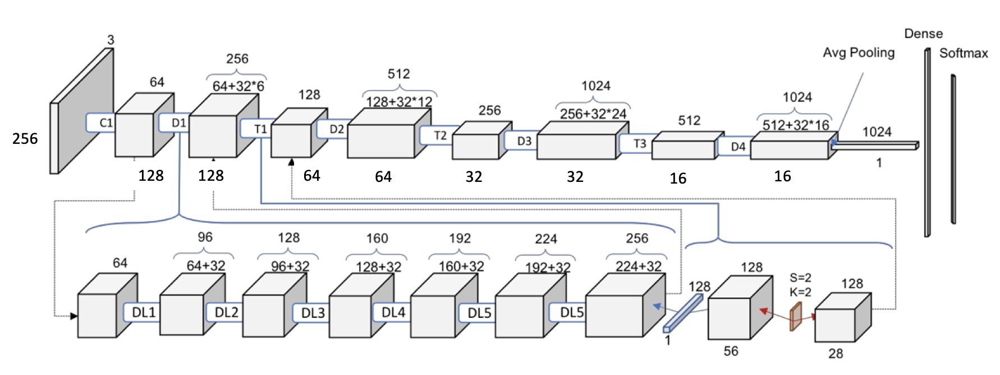 Dense
3
Avg Pooling
Softmax
256
64+32*6
64
512
128+32*12
128
1024
256+32*24
256
1024
512+32*16
512
1024
256
C1
D1
T1
D2
T2
D3
T3
D4
1
128
128
64
64
32
32
16
16
64
96
64+32
128
96+32
160
128+32
192
160+32
224
192+32
256
224+32
128
128
S=2
K=2
128
DL1
DL2
DL3
DL4
DL5
DL5
1
56
28